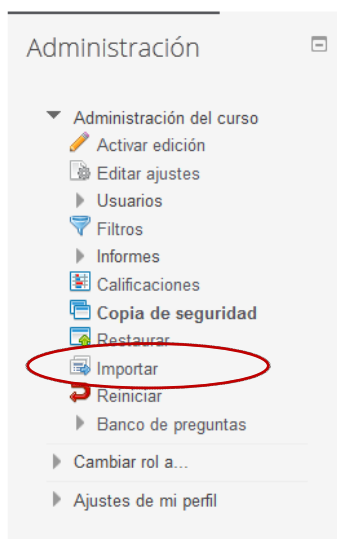 Administración
Administración del curso
Activar edición
Editar ajustes
Usuarios
Filtros
Informes
Calificaciones
Copia de seguridad
Restaurar
Importar
Reiniciar
Banco de preguntas
Cambiar rol a...
Ajustes de mi perfil